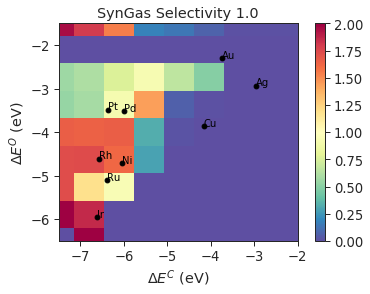 SynGas Selectivity 1.0
ΔE^O (eV)
−2
−3
−4
−5
−6
Au
Ag
Pt
Pd
Cu
Rh
Ni
Ru
Ir
−7
−6
−5
−4
−3
−2
ΔE^C (eV)
2.00
1.75
1.50
1.25
1.00
0.75
0.50
0.25
0.00